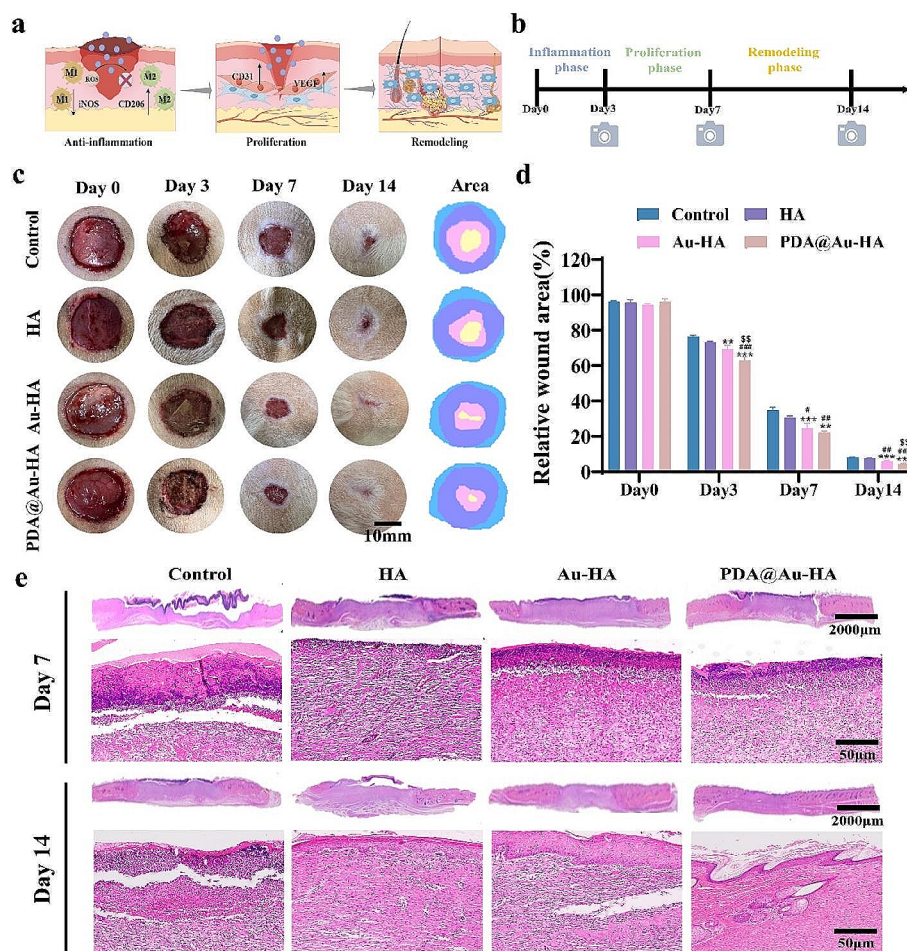 a
M1
ROS
M2
M1
iNOS
CD206
M2
Anti-inflammation
CD31
VEGF
Proliferation
Remodeling
b
Inflammation phase
Proliferation phase
Remodeling phase
Day0
Day3
Day7
Day14
c
Day 0
Day 3
Day 7
Day 14
Area
Control
HA
Au-HA
PDA@Au-HA
10mm
d
Control
HA
Au-HA
PDA@Au-HA
Relative wound area(%)
120
100
80
60
40
20
0
**
$$
###
***
#
***
##
**
##
***
$$
##
**
Day0
Day3
Day7
Day14
e
Control
HA
Au-HA
PDA@Au-HA
Day 7
2000μm
50μm
Day 14
2000μm
50μm